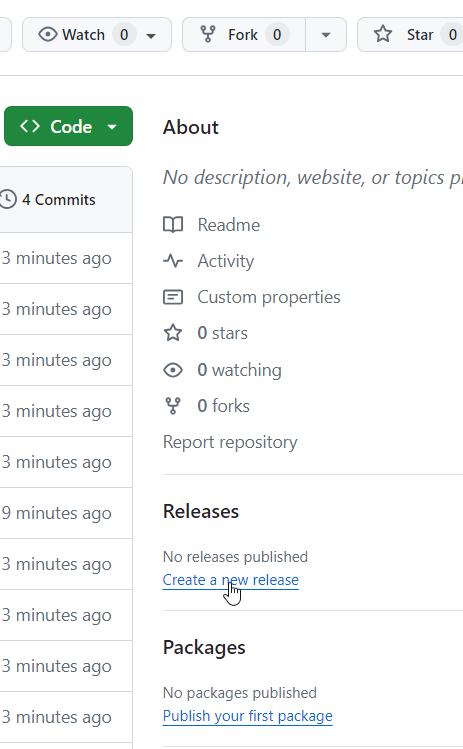 Watch 0
Fork 0
Star 0
Code
About
No description, website, or topics
4 Commits
Readme
3 minutes ago
Activity
Custom properties
3 minutes ago
0 stars
3 minutes ago
0 watching
3 minutes ago
0 forks
Report repository
3 minutes ago
Releases
9 minutes ago
No releases published
3 minutes ago
Create a new release
3 minutes ago
Packages
3 minutes ago
No packages published
3 minutes ago
Publish your first package